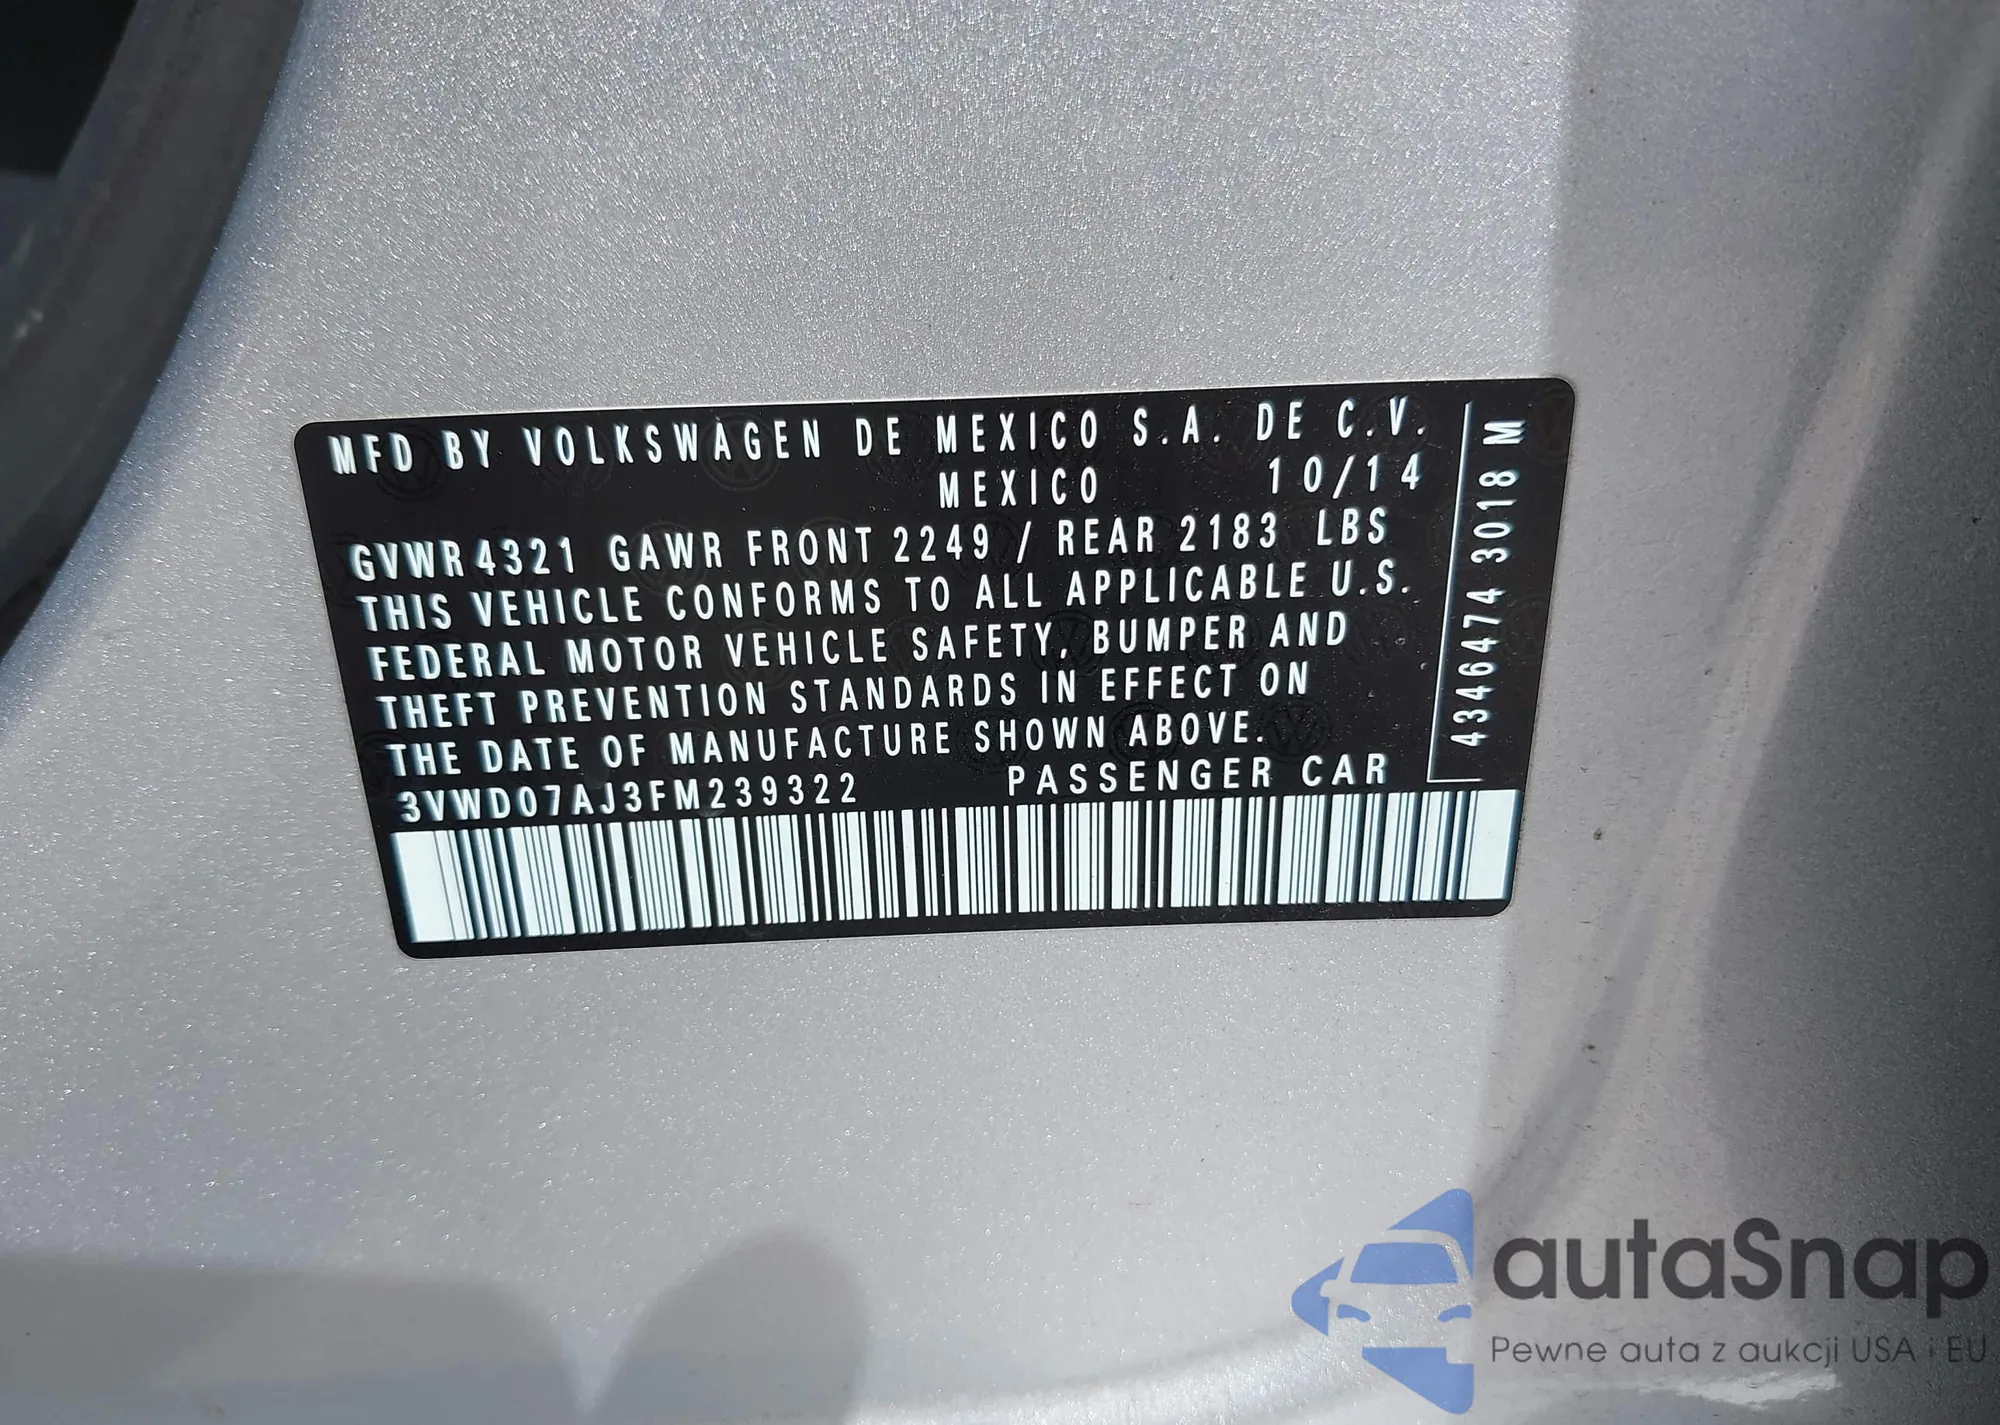 MFD BY VOLKSWAGEN DE MEXICO S.A. DE C.V.
MEXICO 10/14
GVWR 4321 GAWR FRONT 2249 / REAR 2183 LBS
THIS VEHICLE CONFORMS TO ALL APPLICABLE U.S.
FEDERAL MOTOR VEHICLE SAFETY, BUMPER AND
THEFT PREVENTION STANDARDS IN EFFECT ON
THE DATE OF MANUFACTURE SHOWN ABOVE.
3VWD07AJ3FM239322 PASSENGER CAR
4346474 3018 M
autaSnap
Pewne auta z aukcji USA i EU